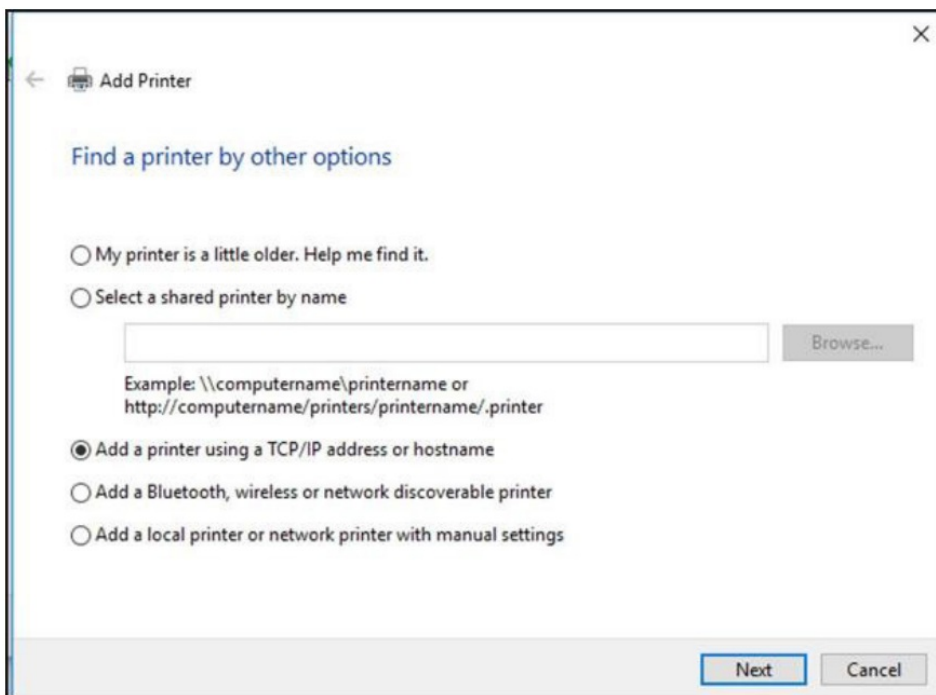 Add Printer
Find a printer by other options
My printer is a little older. Help me find it.
Select a shared printer by name
Browse...
Example: \\computername\printername or
http://computername/printers/printername/.printer
Add a printer using a TCP/IP address or hostname
Add a Bluetooth, wireless or network discoverable printer
Add a local printer or network printer with manual settings
Next Cancel